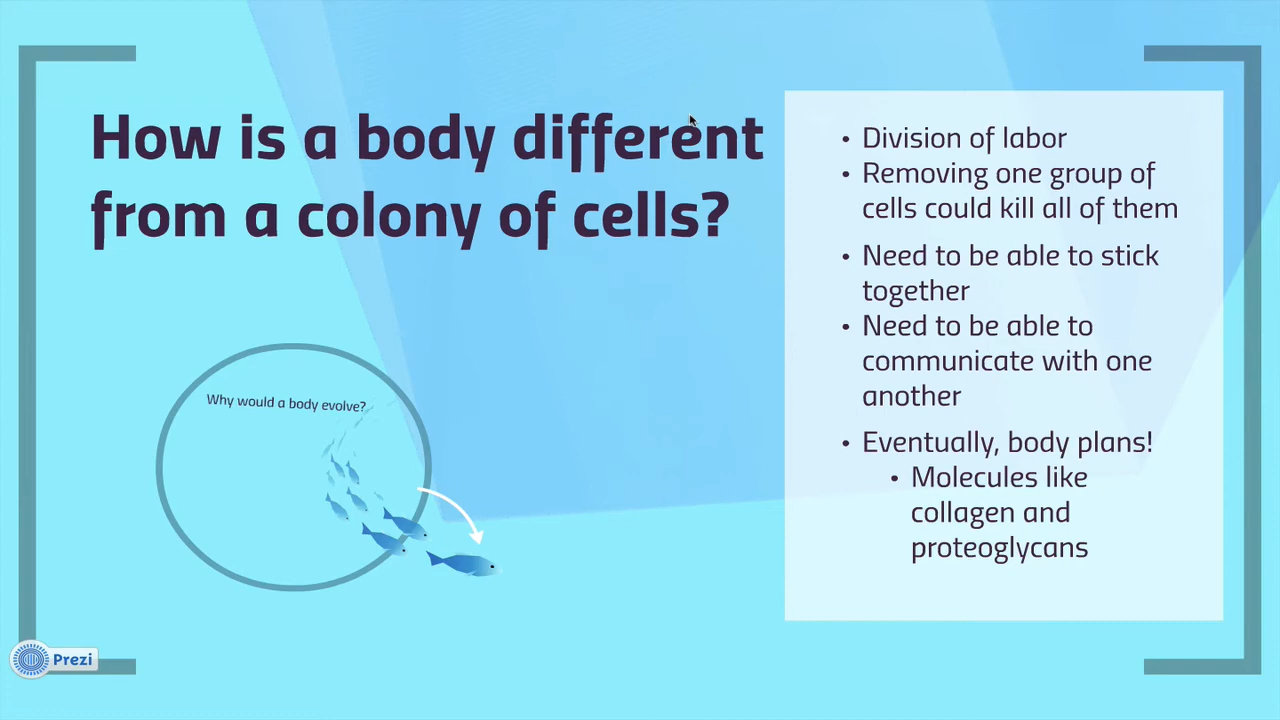 How is a body different
from a colony of cells?
• Division of labor
• Removing one group of
cells could kill all of them
• Need to be able to stick
together
• Need to be able to
communicate with one
another
• Eventually, body plans!
• Molecules like
collagen and
proteoglycans
Why would a body evolve?
Prezi